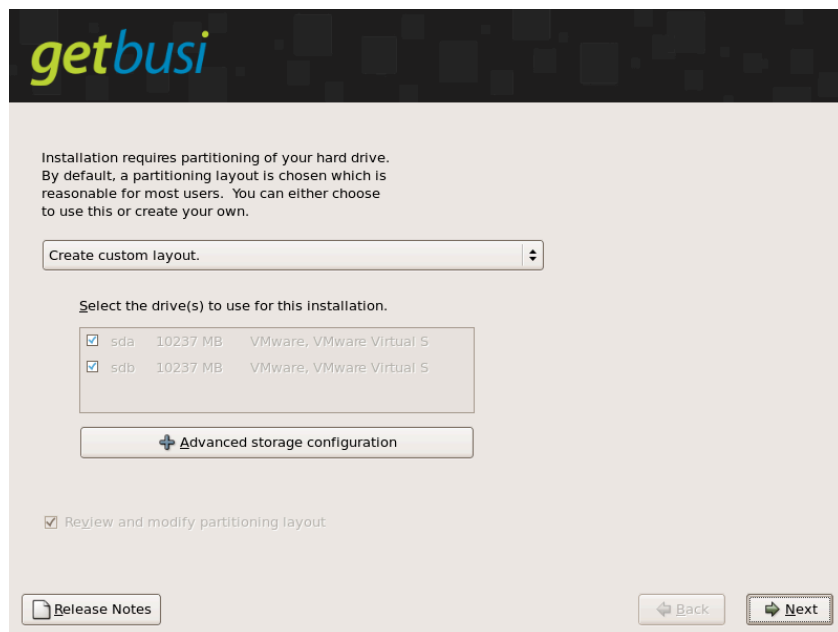 getbusi
Installation requires partitioning of your hard drive.
By default, a partitioning layout is chosen which is
reasonable for most users. You can either choose
to use this or create your own.
Create custom layout.
Select the drive(s) to use for this installation.
sda 10237 MB VMware, VMware Virtual S
sdb 10237 MB VMware, VMware Virtual S
Advanced storage configuration
Review and modify partitioning layout
Release Notes
Back
Next